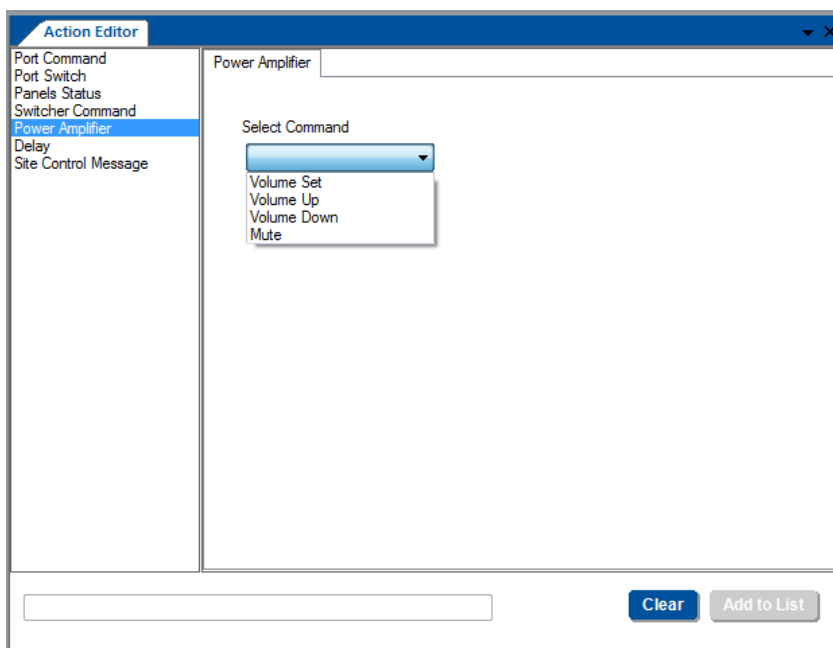 Action Editor
Port Command
Port Switch
Panels Status
Switcher Command
Power Amplifier
Delay
Site Control Message
Power Amplifier
Select Command
Volume Set
Volume Up
Volume Down
Mute
Clear
Add to List